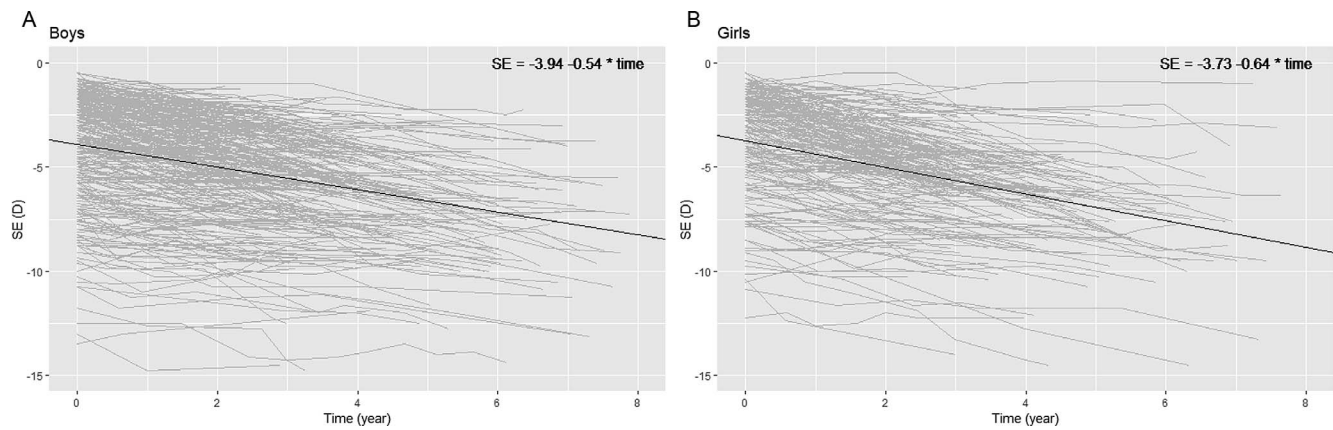 A
Boys
SE = -3.94 -0.54 * time
0
-5
-10
-15
SE (D)
0
2
4
6
8
Time (year)
B
Girls
SE = -3.73 -0.64 * time
0
-5
-10
-15
SE (D)
0
2
4
6
8
Time (year)